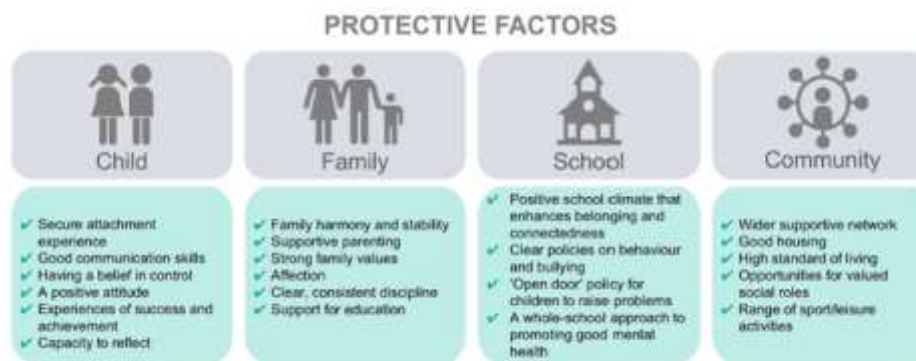 PROTECTIVE FACTORS
Child
Family
School
Community
Secure attachment
experience
Good communication skills
Having a belief in control
A positive attitude
Experiences of success and
achievement
Capacity to reflect
Family harmony and stability
Supportive parenting
Strong family values
Affection
Clear, consistent discipline
Support for education
Positive school climate that
enhances belonging and
connectedness
Clear policies on behaviour
and bullying
'Open door' policy for
children to raise problems
A whole-school approach to
promoting good mental
health
Wider supportive network
Good housing
High standard of living
Opportunities for valued
social roles
Range of sport/leisure
activities